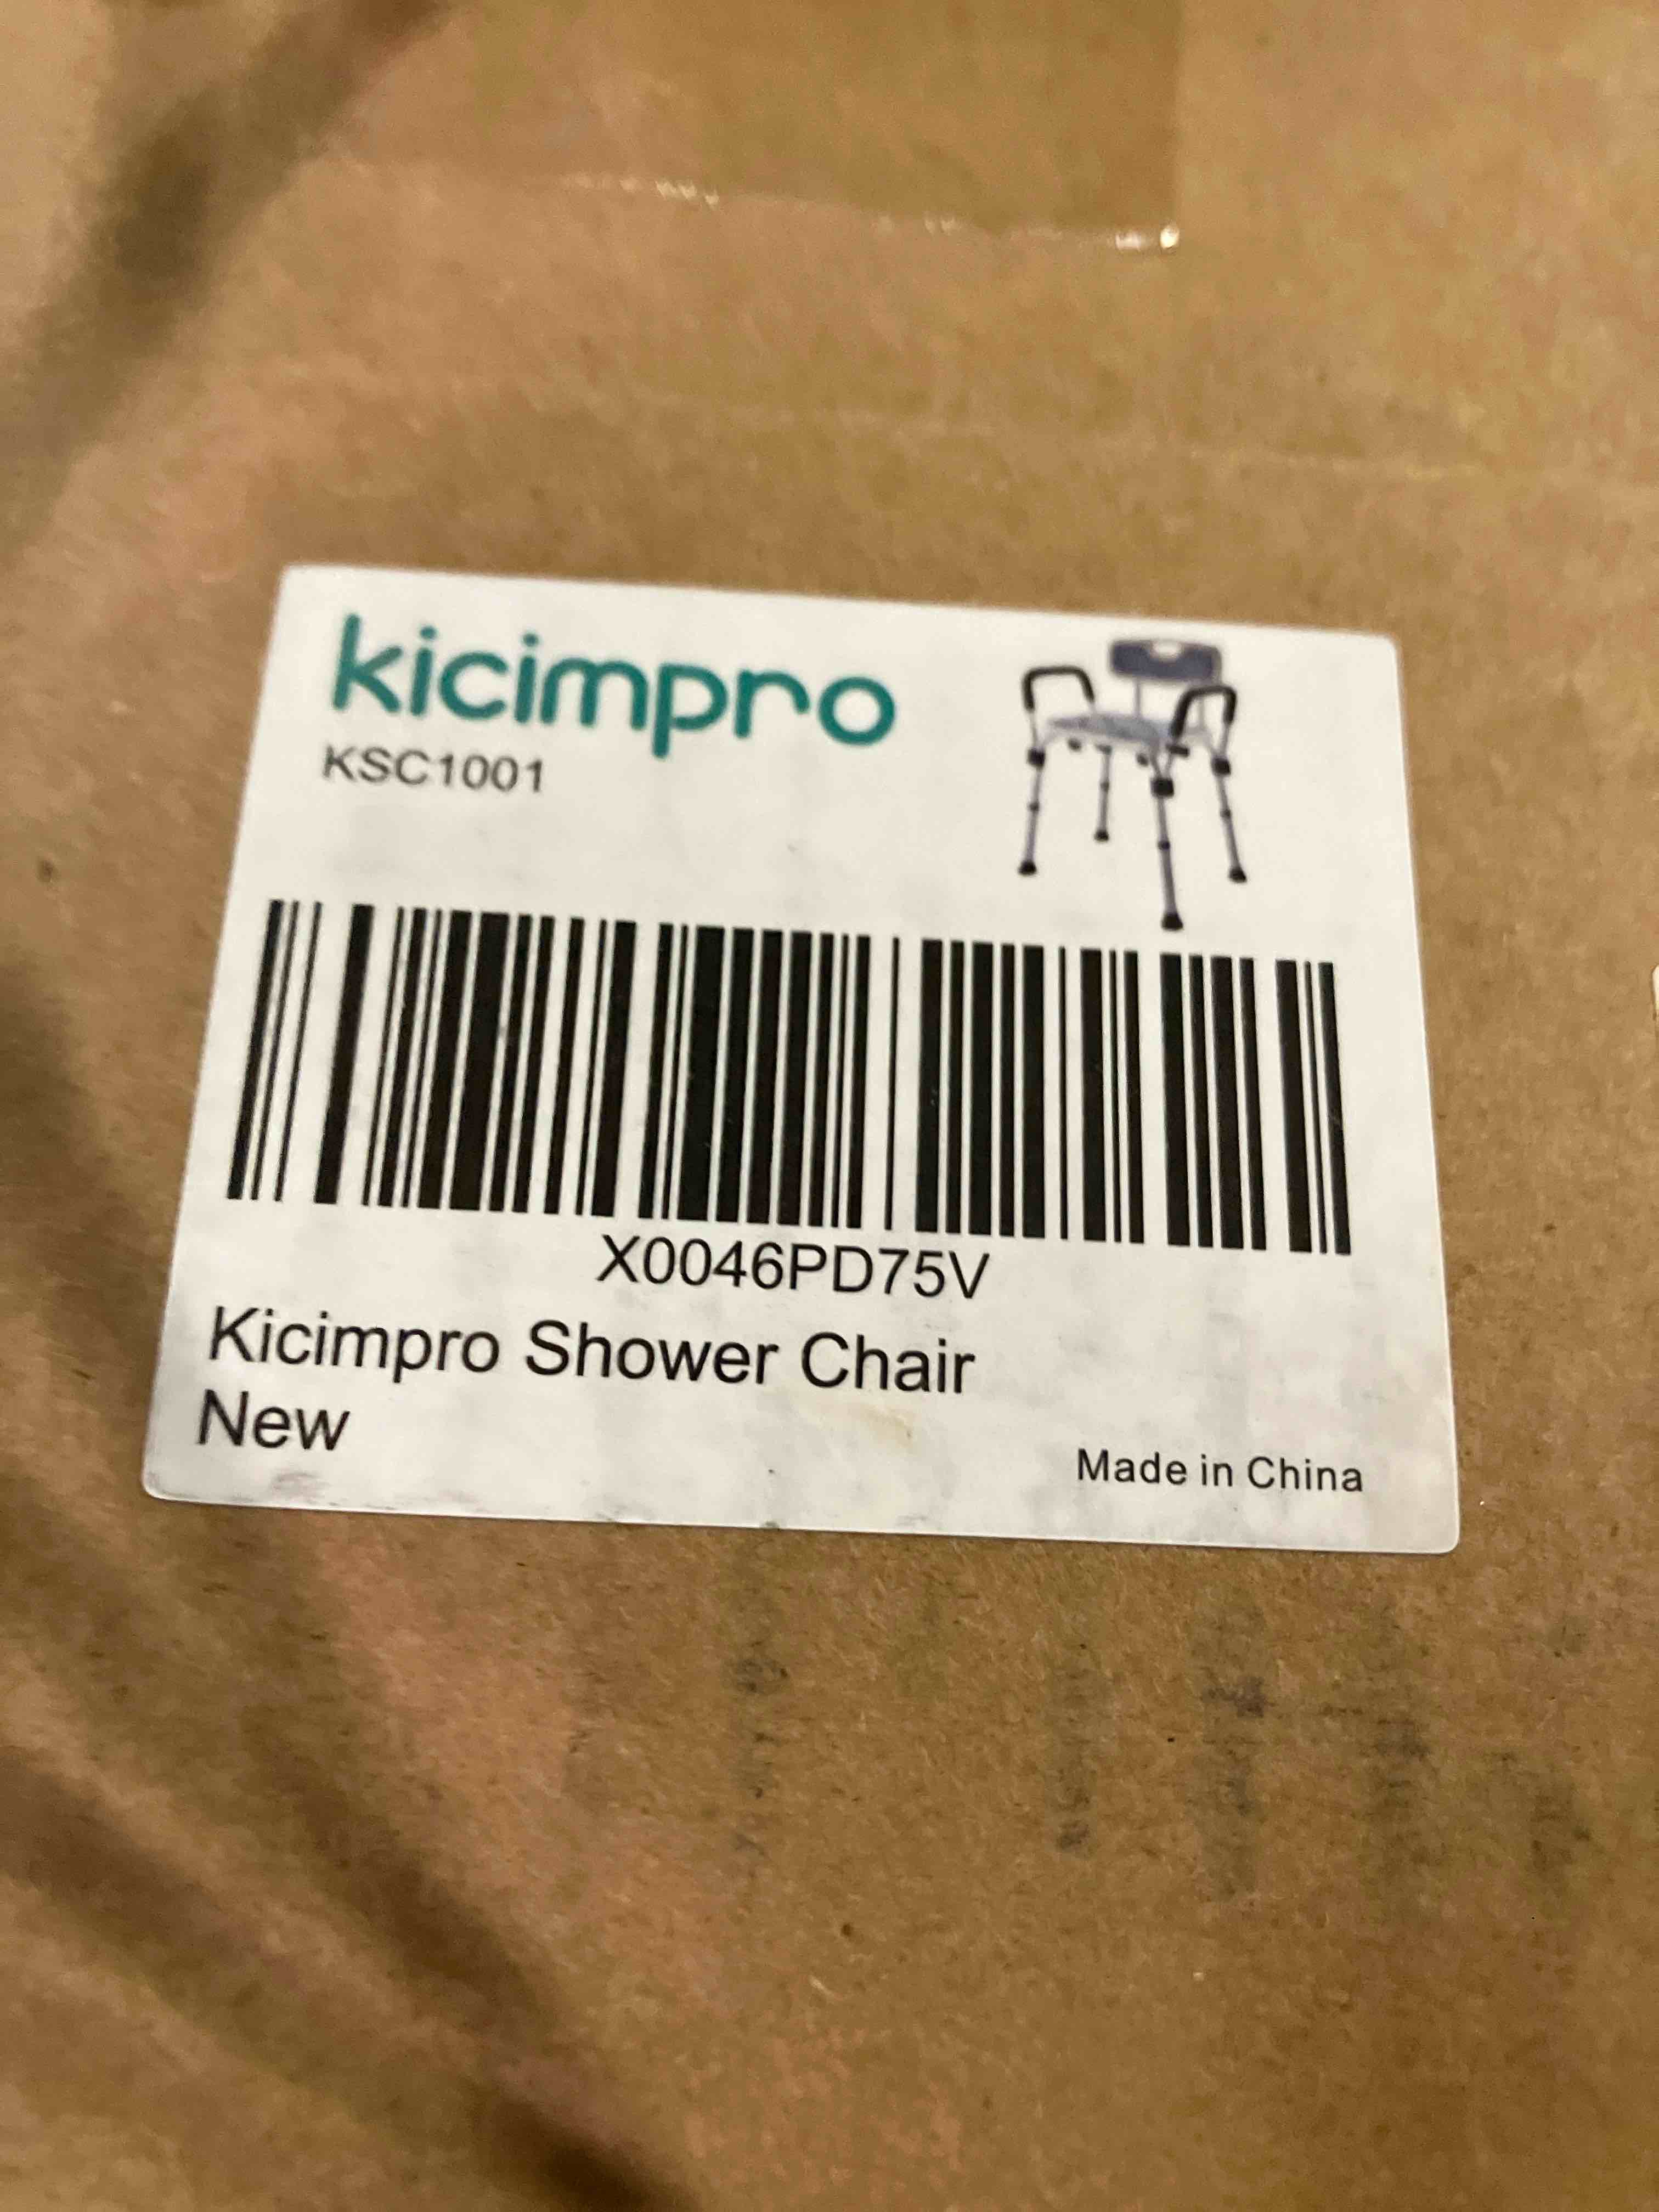 kicimpro
KSC1001
X0046PD75V
Kicimpro Shower Chair
New
Made in China